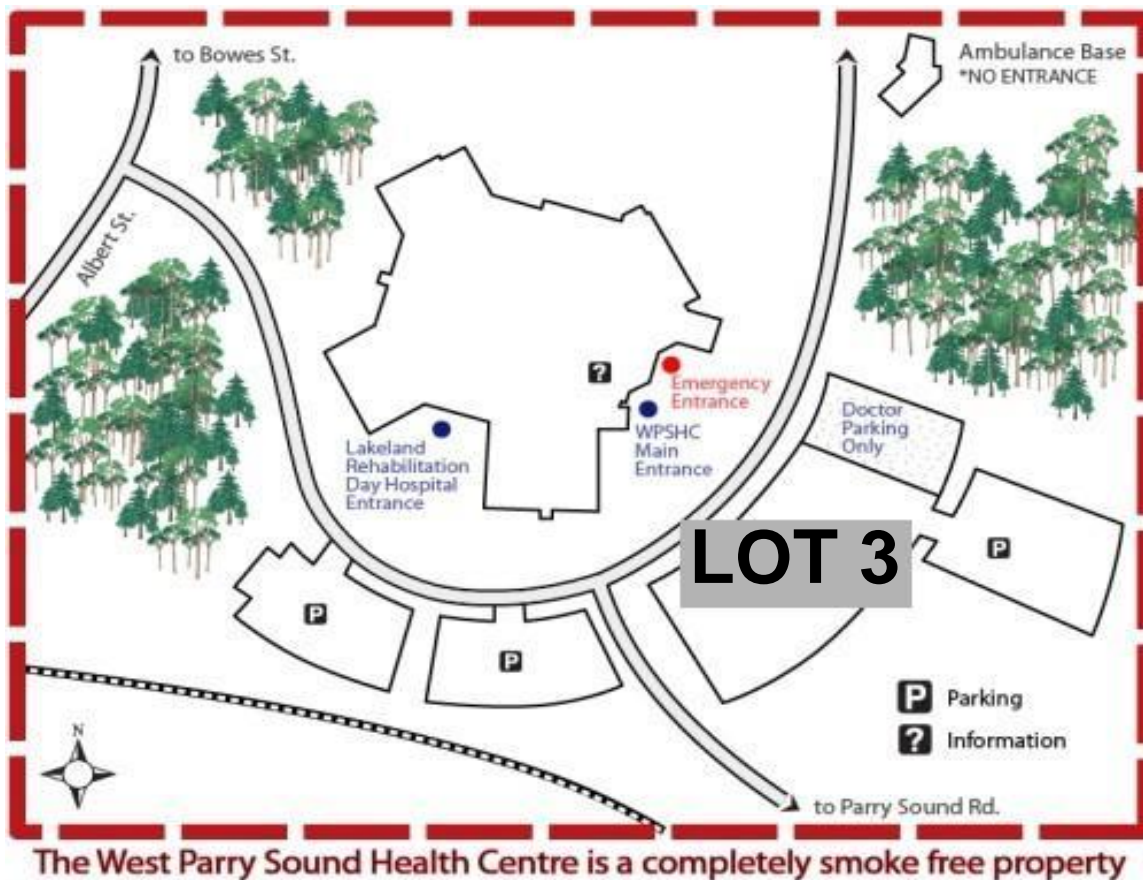 to Bowes St.
Ambulance Base
*NO ENTRANCE
Albert St.
?
Emergency
Entrance
WPSHC
Main
Entrance
Doctor
Parking
Only
Lakeland
Rehabilitation
Day Hospital
Entrance
LOT 3
P
P
P
P Parking
? Information
N
to Parry Sound Rd.
The West Parry Sound Health Centre is a completely smoke free property